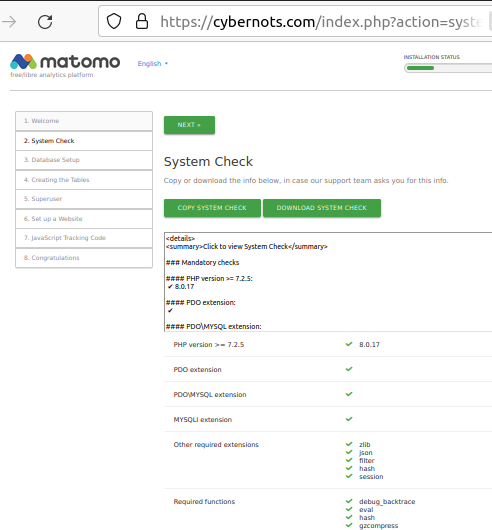 https://cybernots.com/index.php?action=syste
matomo
free/libre analytics platform
English
INSTALLATION STATUS
1. Welcome
2. System Check
3. Database Setup
4. Creating the Tables
5. Superuser
6. Set up a Website
7. JavaScript Tracking Code
8. Congratulations
NEXT »
System Check
Copy or download the info below, in case our support team asks you for this info.
COPY SYSTEM CHECK
DOWNLOAD SYSTEM CHECK
<details>
<summary>Click to view System Check</summary>
### Mandatory checks
#### PHP version >= 7.2.5:
✔ 8.0.17
#### PDO extension:
✔
#### PDO\MYSQL extension:
PHP version >= 7.2.5 ✔ 8.0.17
PDO extension ✔
PDO\MYSQL extension ✔
MYSQLI extension ✔
Other required extensions ✔ zlib
✔ json
✔ filter
✔ hash
✔ session
Required functions ✔ debug_backtrace
✔ eval
✔ hash
✔ gzcompress